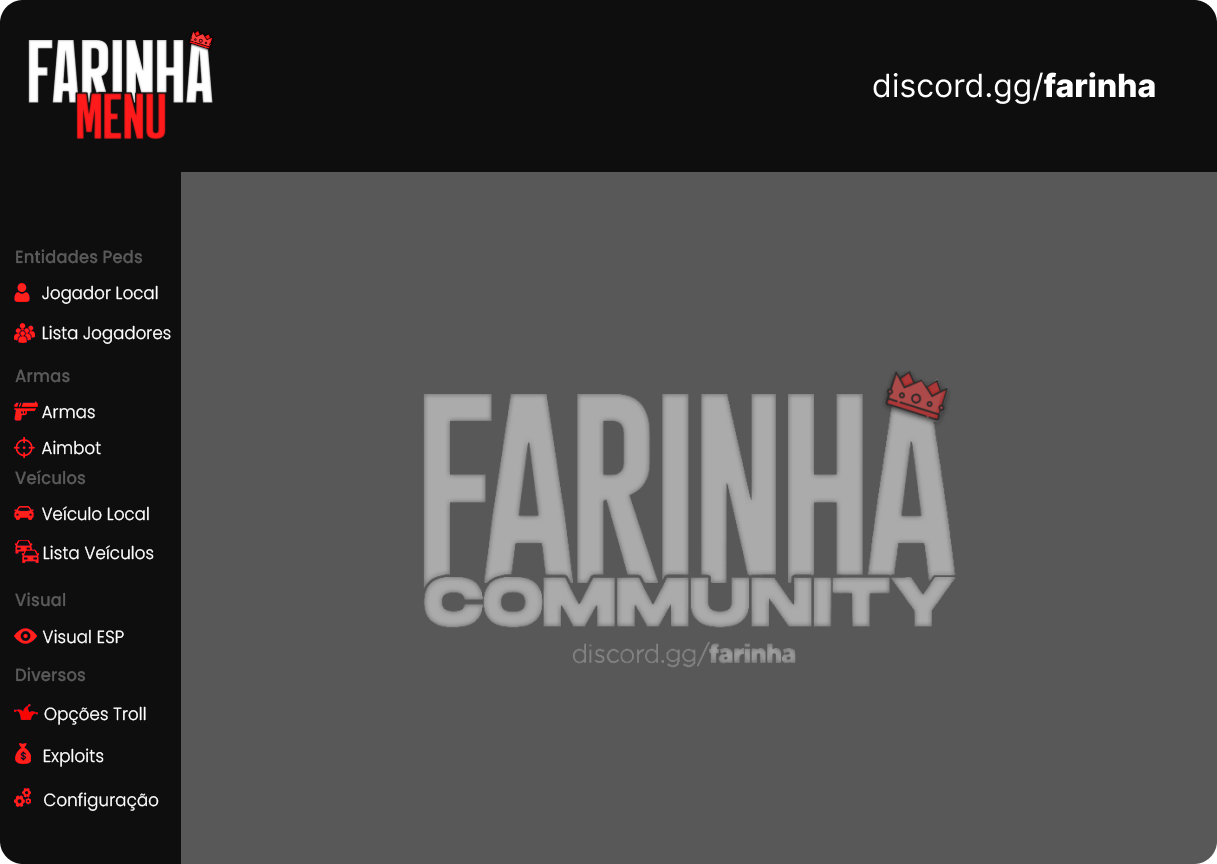 FARINHA
MENU
discord.gg/farinha
Entidades Peds
Jogador Local
Lista Jogadores
Armas
Armas
Aimbot
Veículos
Veículo Local
Lista Veículos
Visual
Visual ESP
Diversos
Opções Troll
Exploits
Configuração
FARINHA
COMMUNITY
discord.gg/farinha